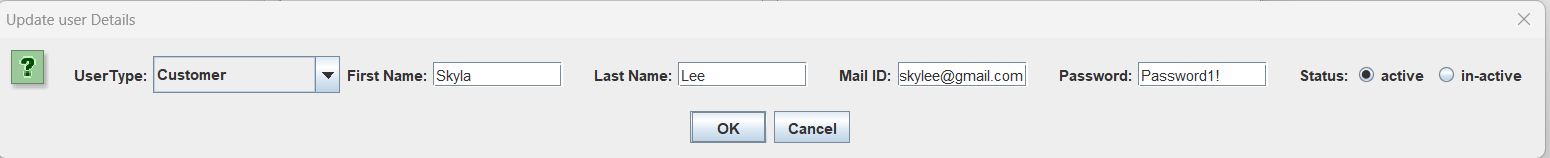 Update user Details
? UserType: Customer First Name: Skyla Last Name: Lee Mail ID: skylee@gmail.com Password: Password1! Status: active in-active
OK Cancel